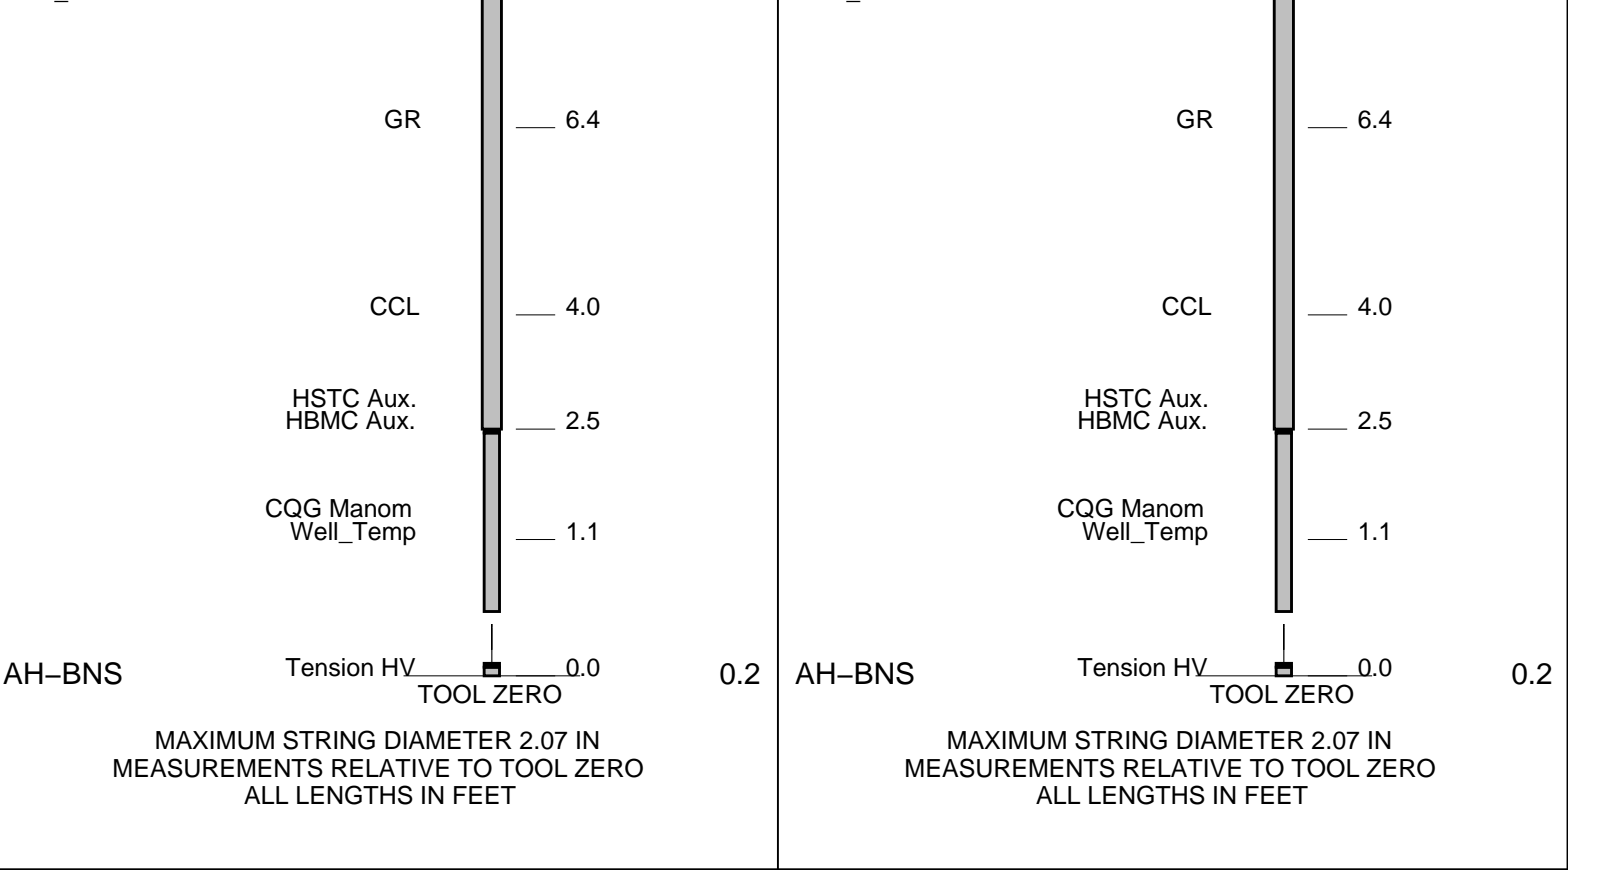 GR 6.4
CCL 4.0
HSTC Aux.
HBMC Aux. 2.5
CQG Manom
Well_Temp 1.1
AH−BNS Tension HV 0.0 0.2
TOOL ZERO
MAXIMUM STRING DIAMETER 2.07 IN
MEASUREMENTS RELATIVE TO TOOL ZERO
ALL LENGTHS IN FEET
GR 6.4
CCL 4.0
HSTC Aux.
HBMC Aux. 2.5
CQG Manom
Well_Temp 1.1
AH−BNS Tension HV 0.0 0.2
TOOL ZERO
MAXIMUM STRING DIAMETER 2.07 IN
MEASUREMENTS RELATIVE TO TOOL ZERO
ALL LENGTHS IN FEET